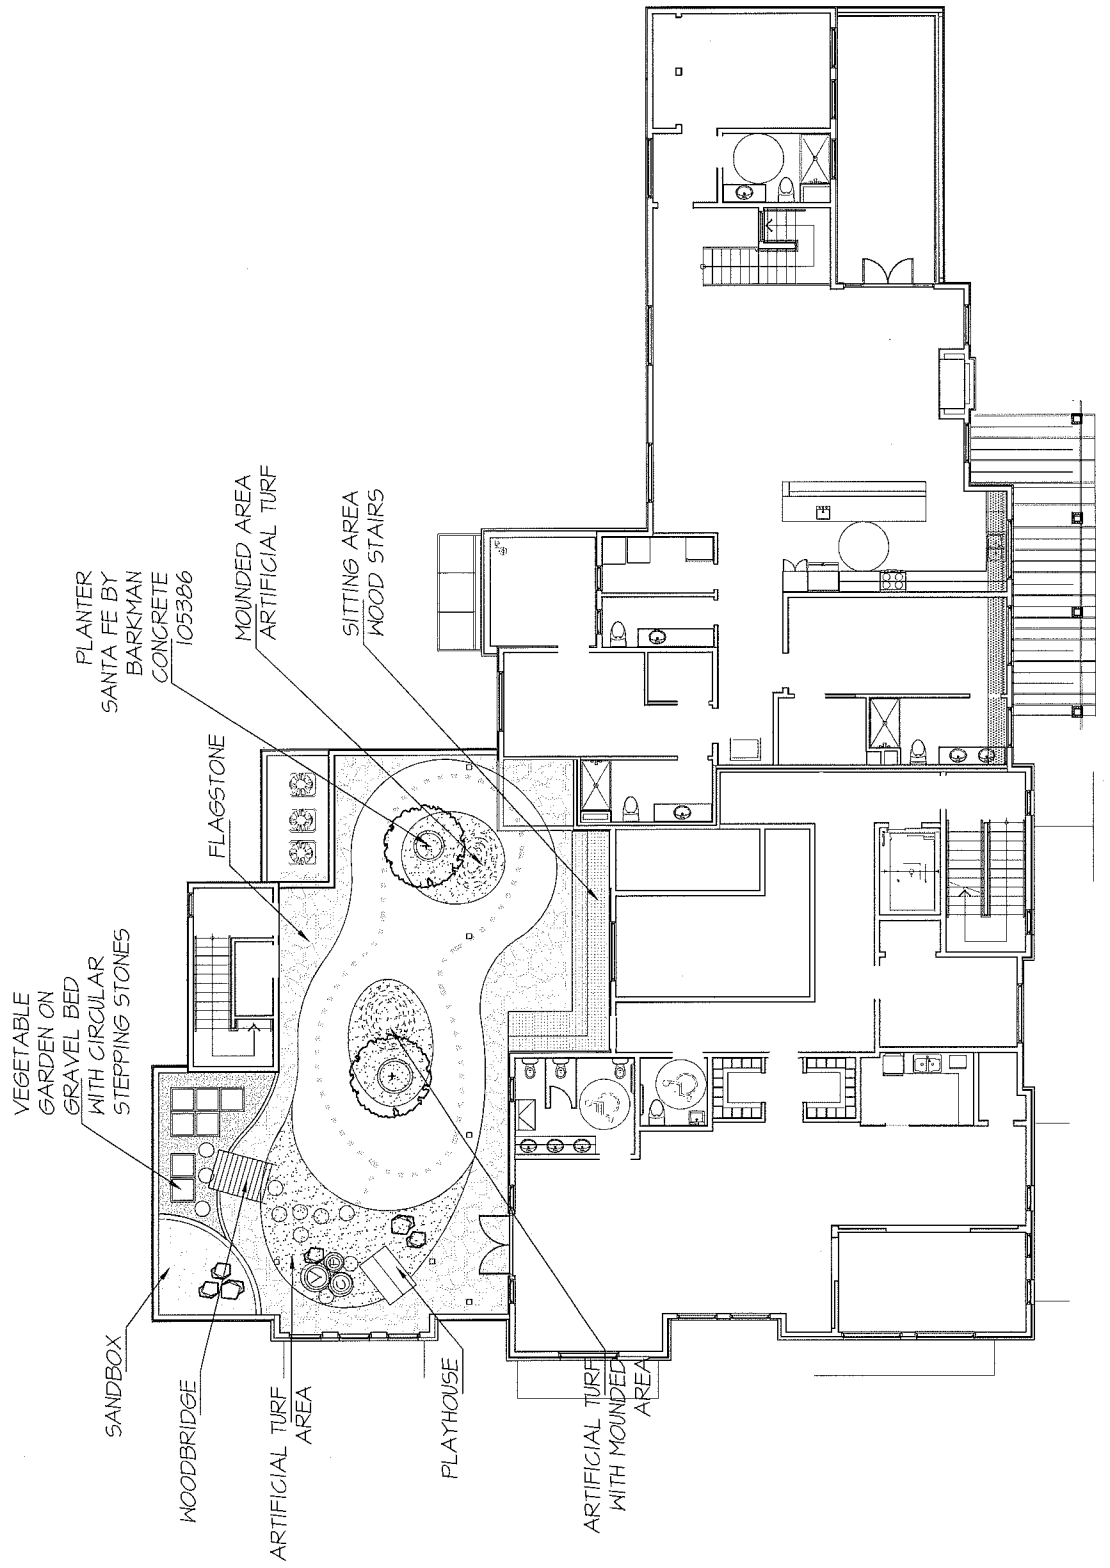 SANDBOX
WOODBRIDGE
ARTIFICIAL TURF
AREA
PLAYHOUSE
ARTIFICIAL TURF
WITH MOUNDED
AREA
VEGETABLE
GARDEN ON
GRAVEL BED
WITH CIRCULAR
STEPPING STONES
FLAGSTONE
PLANTER
SANTA FE BY
BARKMAN
CONCRETE
105386
MOUNDED AREA
ARTIFICIAL TURF
SITTING AREA
WOOD STAIRS